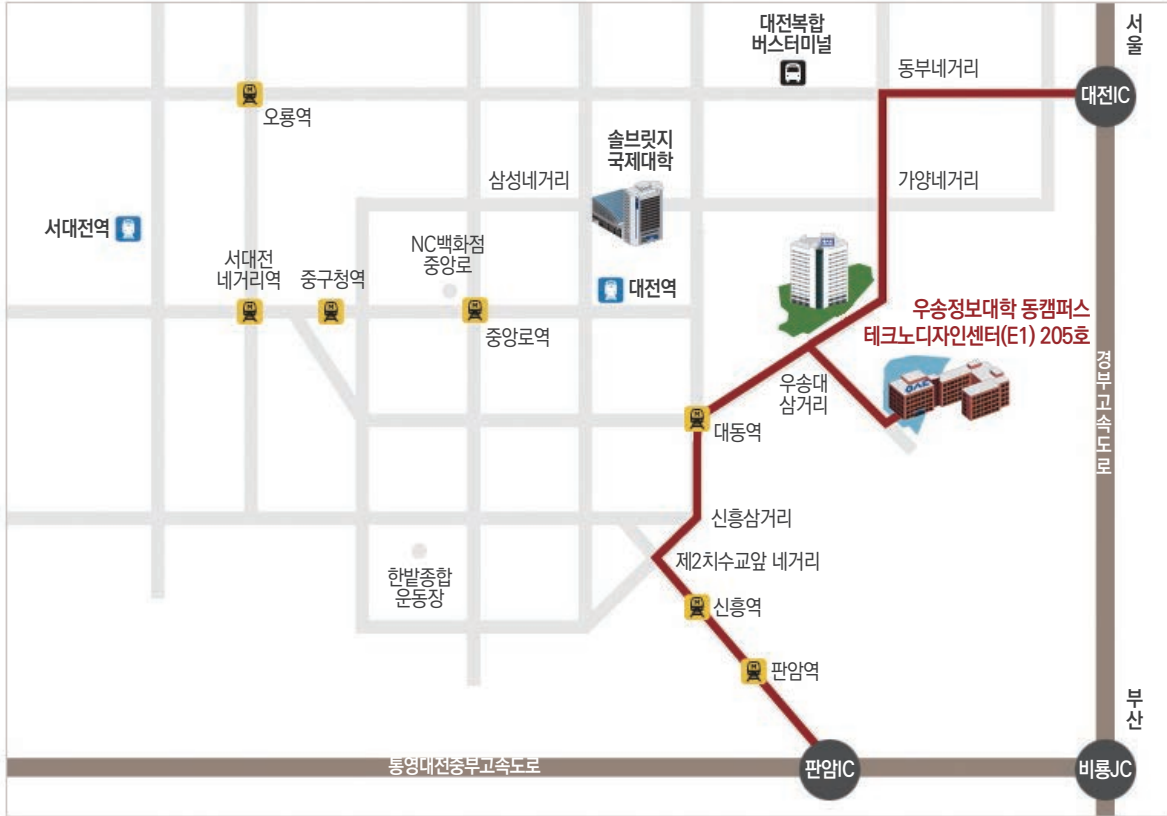 대전복합
버스터미널
서울
동부네거리
대전IC
오룡역
솔브릿지
국제대학
삼성네거리
가양네거리
서대전역
서대전
네거리역
중구청역
NC백화점
중앙로
대전역
중앙로역
우송정보대학 동캠퍼스
테크노디자인센터(E1) 205호
우송대
삼거리
경부고속도로
대동역
신흥삼거리
제2치수교앞 네거리
한밭종합
운동장
신흥역
판암역
부산
통영대전중부고속도로
판암IC
비룡JC